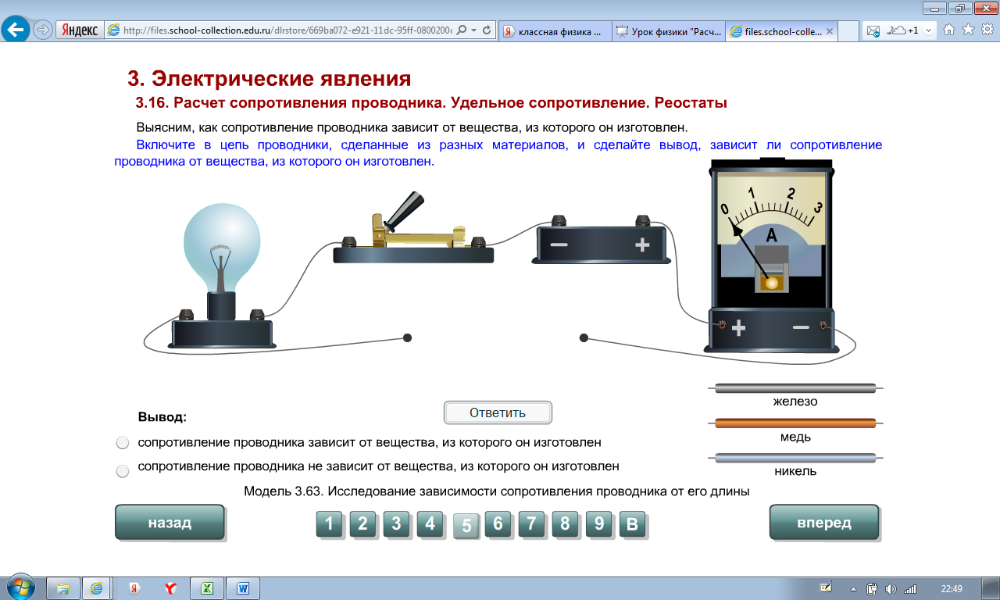 Яндекс
http://files.school-collection.edu.ru/dlrstore/669ba072-e921-11dc-95ff-0800200c
классная физика ...
Урок физики "Расч...
files.school-colle...
+1
3. Электрические явления
3.16. Расчет сопротивления проводника. Удельное сопротивление. Реостаты
Выясним, как сопротивление проводника зависит от вещества, из которого он изготовлен.
Включите в цепь проводники, сделанные из разных материалов, и сделайте вывод, зависит ли сопротивление
проводника от вещества, из которого он изготовлен.
0 1 2 3
A
– +
+ –
железо
медь
никель
Вывод:
Ответить
сопротивление проводника зависит от вещества, из которого он изготовлен
сопротивление проводника не зависит от вещества, из которого он изготовлен
Модель 3.63. Исследование зависимости сопротивления проводника от его длины
назад
1 2 3 4 5 6 7 8 9 В
вперед
22:49